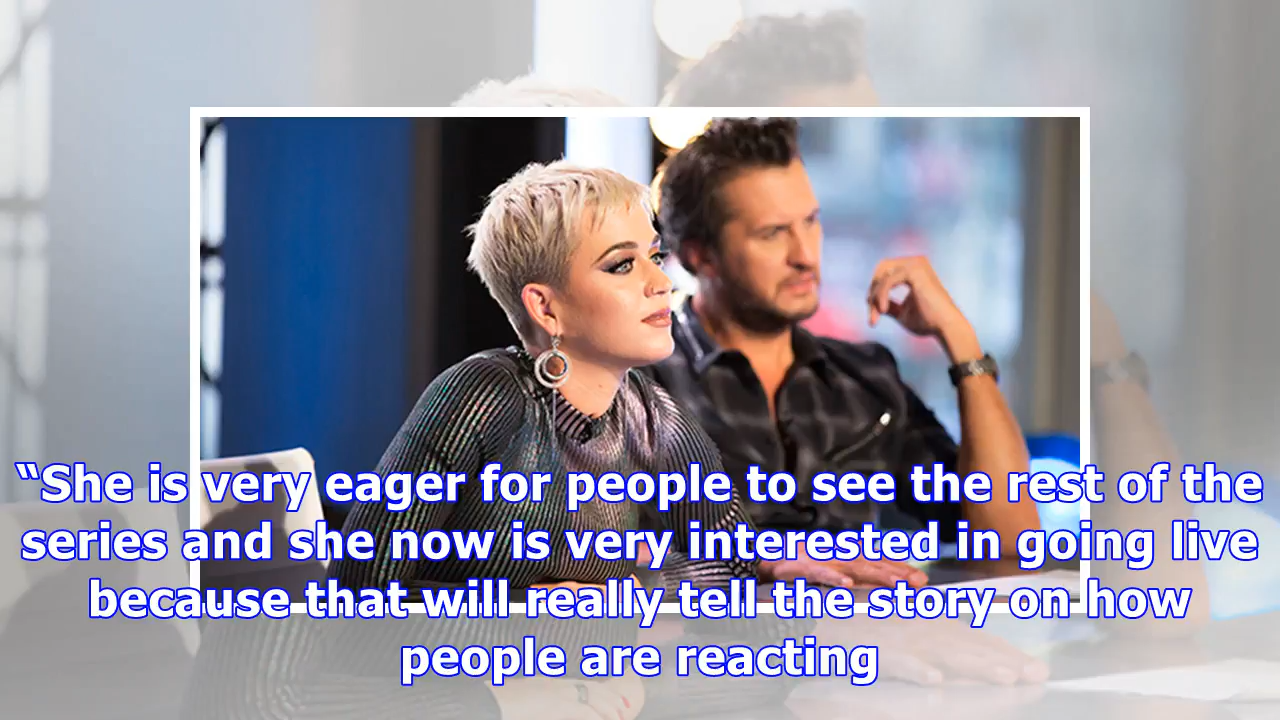 “She is very eager for people to see the rest of the
series and she now is very interested in going live
because that will really tell the story on how
people are reacting